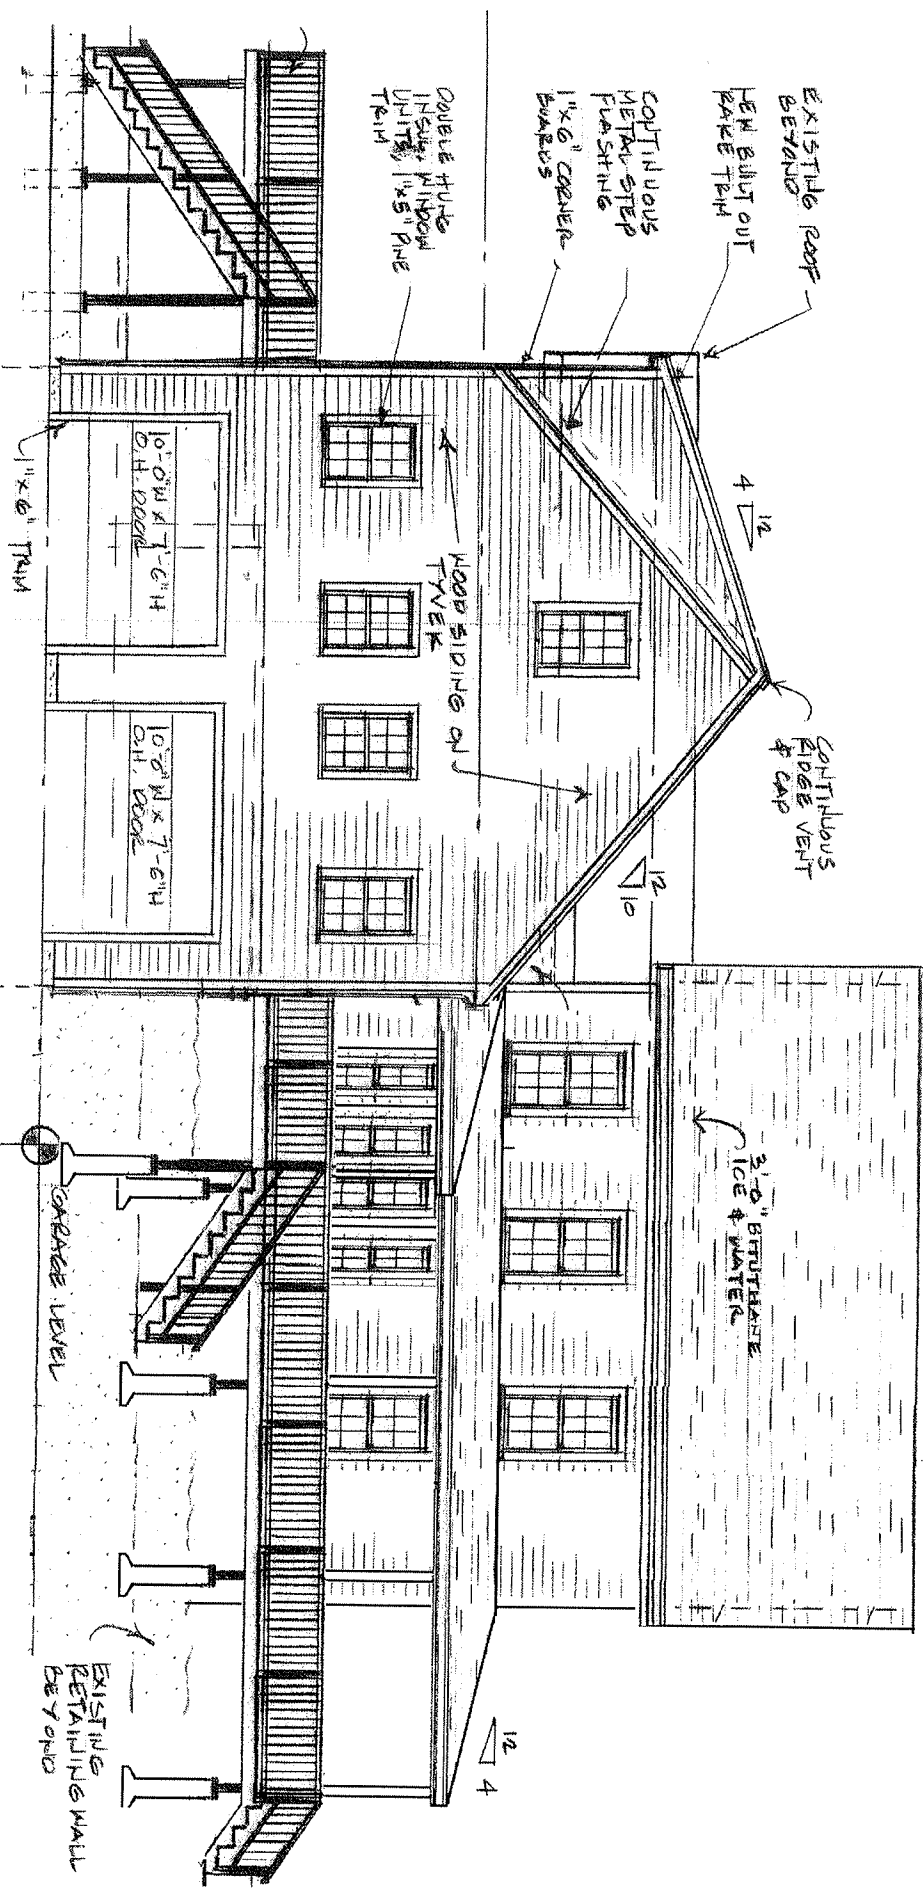 EXISTING ROOF
BEYOND
NEW BUILT OUT
RAKE TRIM
CONTINUOUS
METAL STEP
FLASHING
1"x6" CORNER
BOARDS
DOUBLE HUNG
INSUL. WINDOW
UNITS, 1"x5" PINE
TRIM
4
12
CONTINUOUS
RIDGE VENT
& CAP
12
10
WOOD SIDING ON
TYVEK
10'-0"W x 7'-6"H
O.H. DOOR
10'-0"W x 7'-6"H
O.H. DOOR
1"x6" TRIM
3'-0" BITUTHANE
ICE & WATER
GARAGE LEVEL
12
4
EXISTING
RETAINING WALL
BEYOND